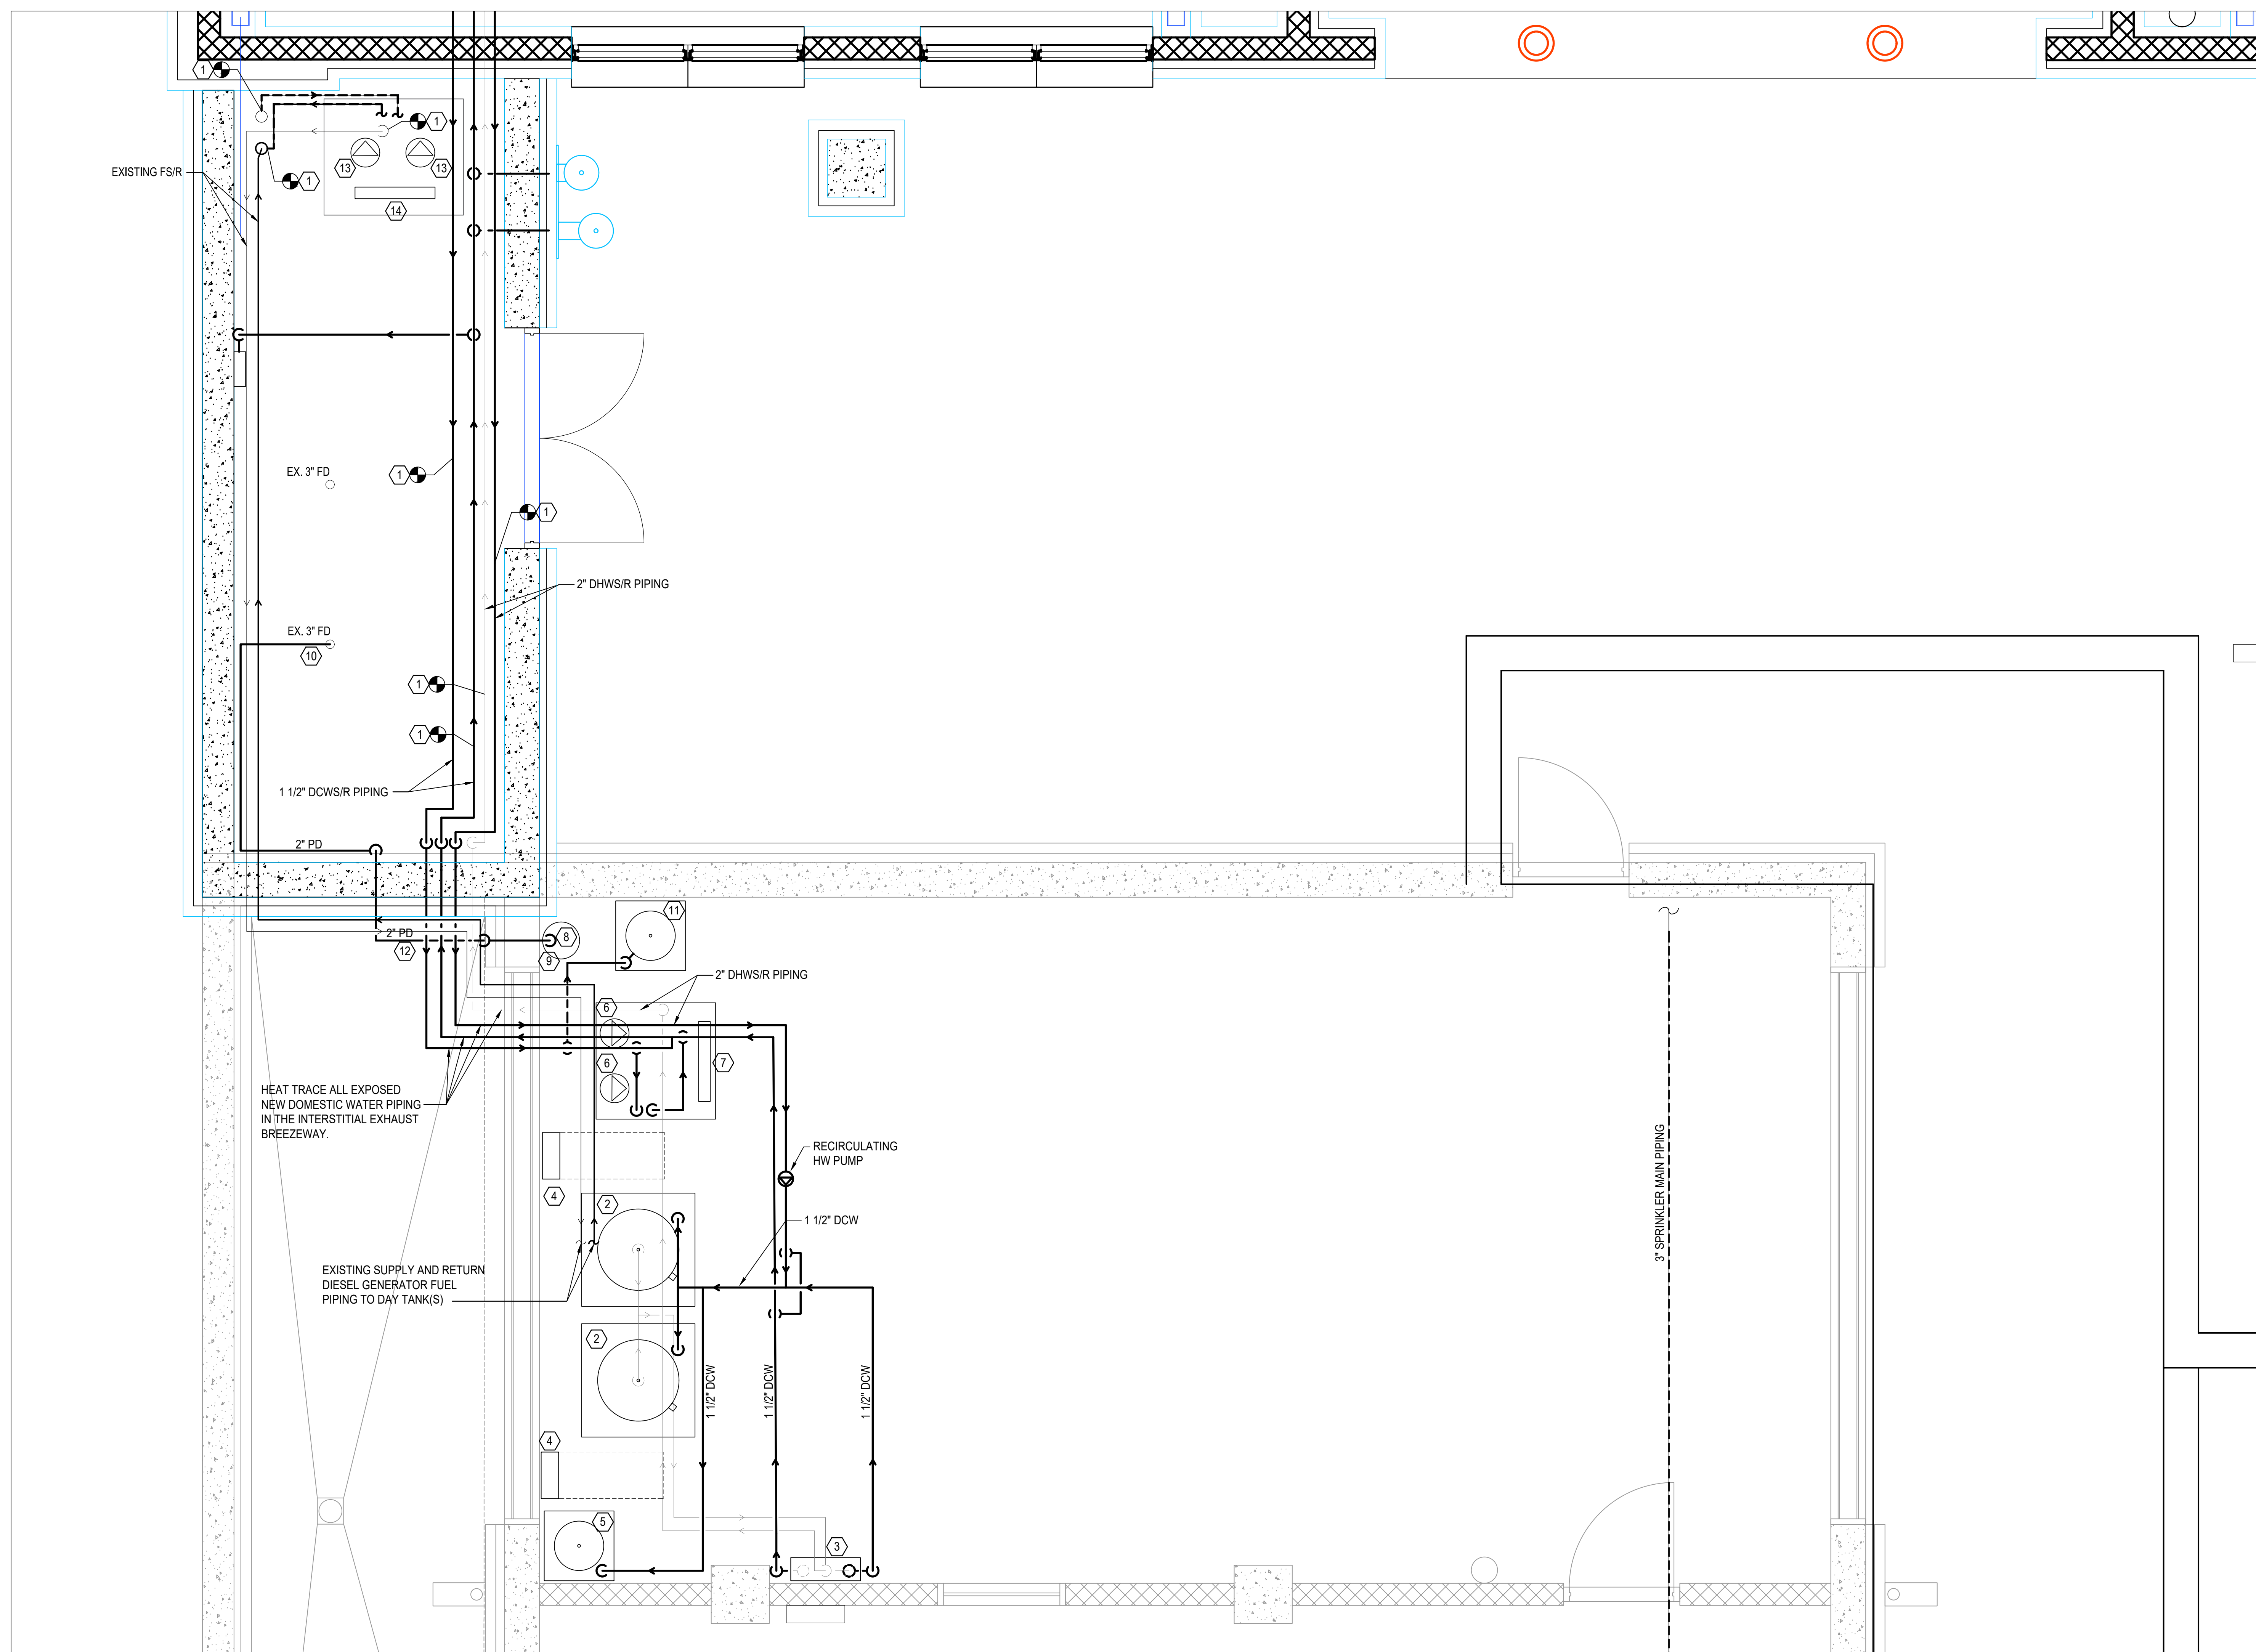 1
1
EXISTING FS/R
13
13
1
14
EX. 3" FD
1
1
2" DHWS/R PIPING
EX. 3" FD
10
1
1
1 1/2" DCWS/R PIPING
2" PD
11
2" PD
8
12
9
2" DHWS/R PIPING
6
6
7
HEAT TRACE ALL EXPOSED
NEW DOMESTIC WATER PIPING
IN THE INTERSTITIAL EXHAUST
BREEZEWAY.
RECIRCULATING
HW PUMP
3" SPRINKLER MAIN PIPING
4
2
1 1/2" DCW
EXISTING SUPPLY AND RETURN
DIESEL GENERATOR FUEL
PIPING TO DAY TANK(S)
2
1 1/2" DCW
1 1/2" DCW
1 1/2" DCW
4
5
3